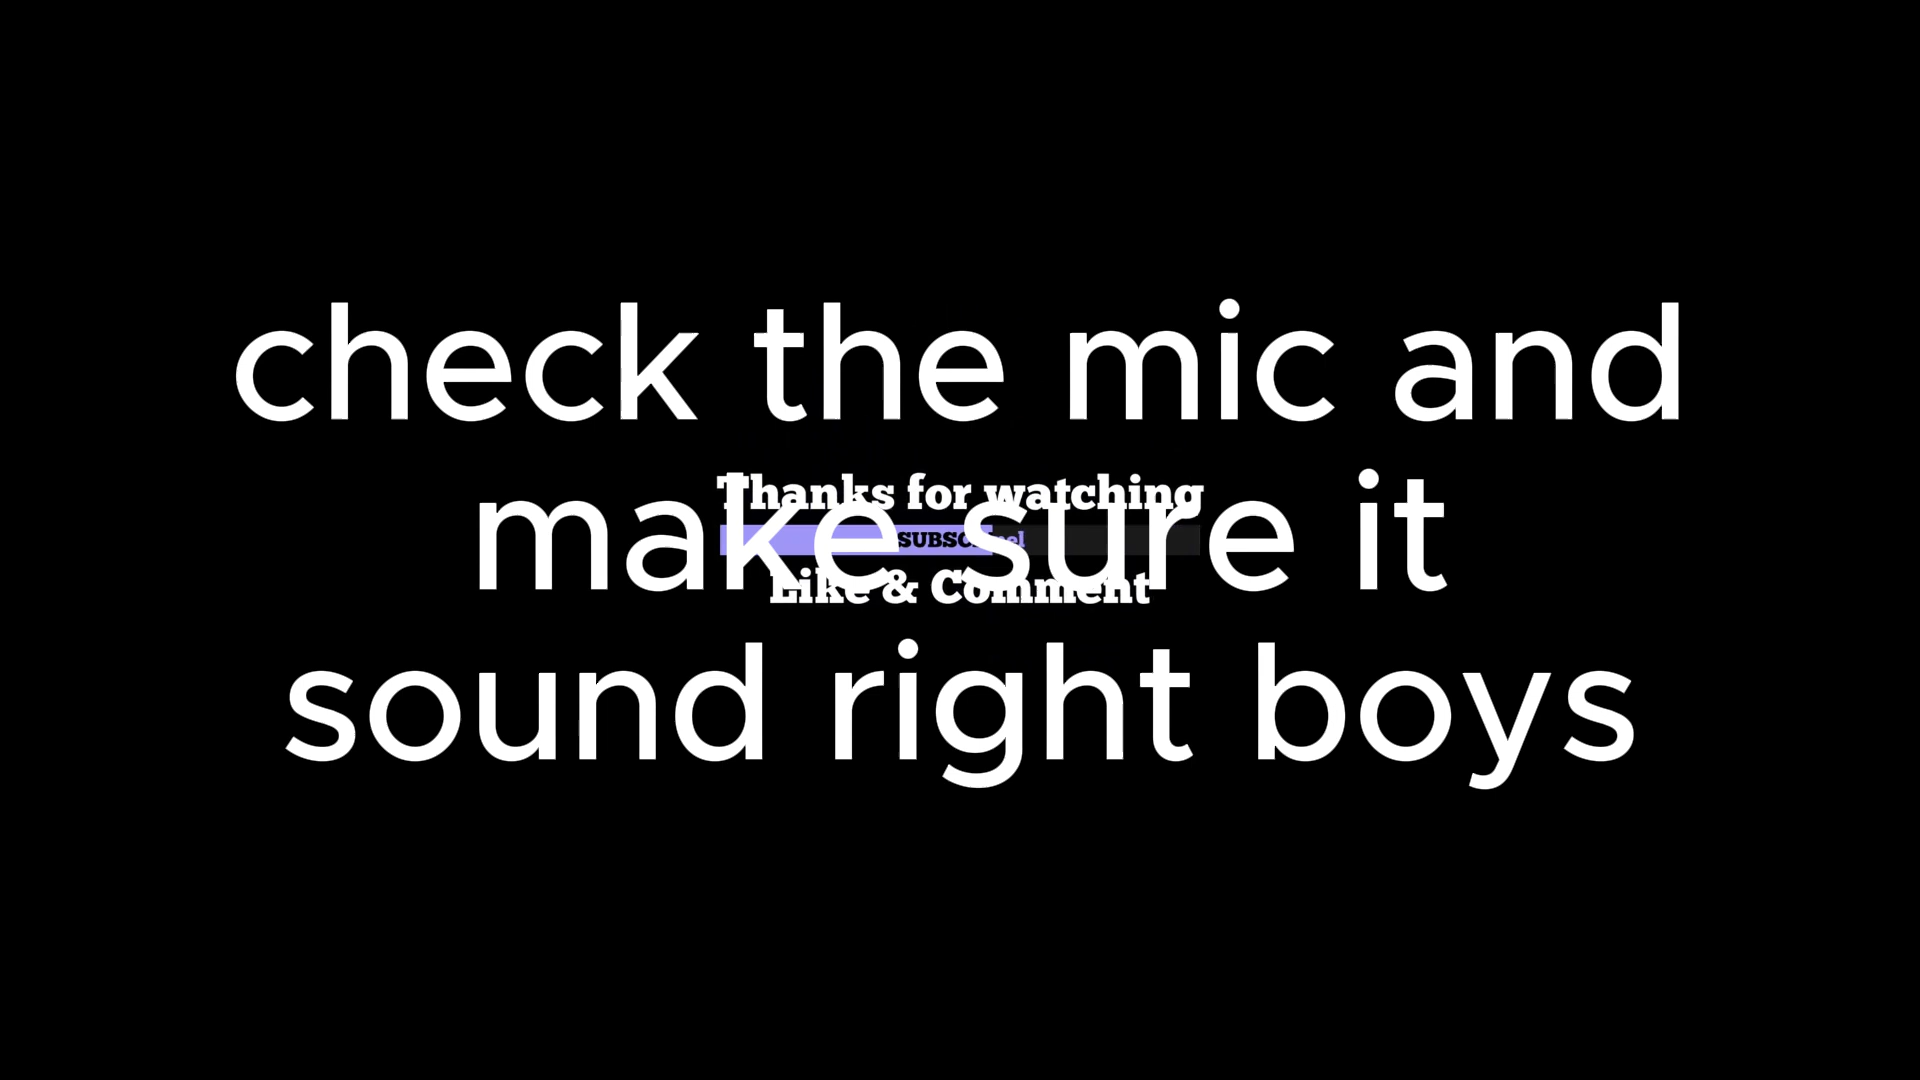 check the mic and
Thanks for watching
make sure it
Like & Comment
sound right boys